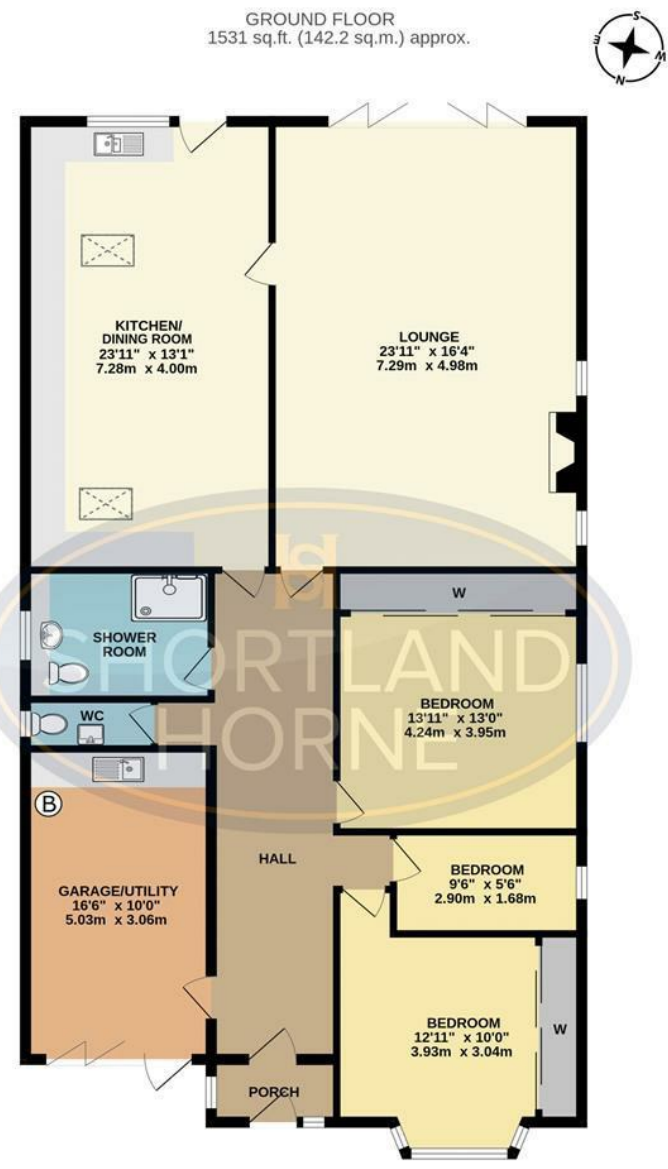 GROUND FLOOR
1531 sq.ft. (142.2 sq.m.) approx.
S
E
W
N
KITCHEN/
DINING ROOM
23'11" x 13'1"
7.28m x 4.00m
LOUNGE
23'11" x 16'4"
7.29m x 4.98m
SHOWER
ROOM
W
SHORTLAND
HORNE
WC
BEDROOM
13'11" x 13'0"
4.24m x 3.95m
B
HALL
GARAGE/UTILITY
16'6" x 10'0"
5.03m x 3.06m
BEDROOM
9'6" x 5'6"
2.90m x 1.68m
BEDROOM
12'11" x 10'0"
3.93m x 3.04m
W
PORCH